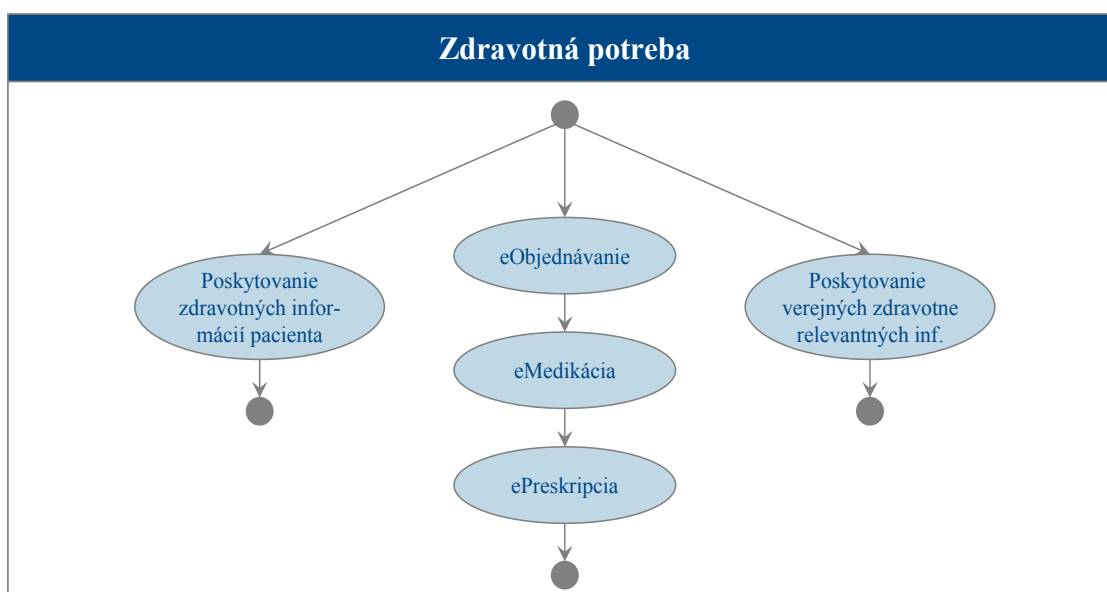 Zdravotná potreba
Poskytovanie
zdravotných infor-
mácií pacienta
eObjednávanie
eMedikácia
ePreskripcia
Poskytovanie
verejných zdravotne
relevantných inf.